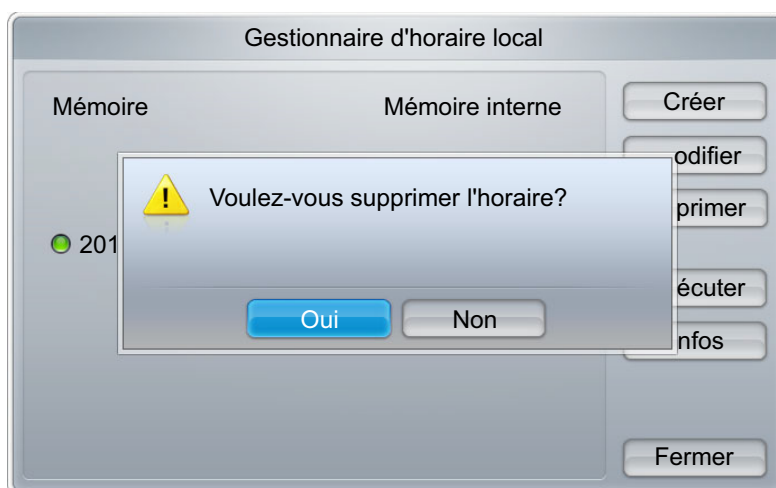 Gestionnaire d'horaire local
Mémoire Mémoire interne
Créer
odifier
Voulez-vous supprimer l'horaire?
primer
201
écuter
Oui Non
nfos
Fermer